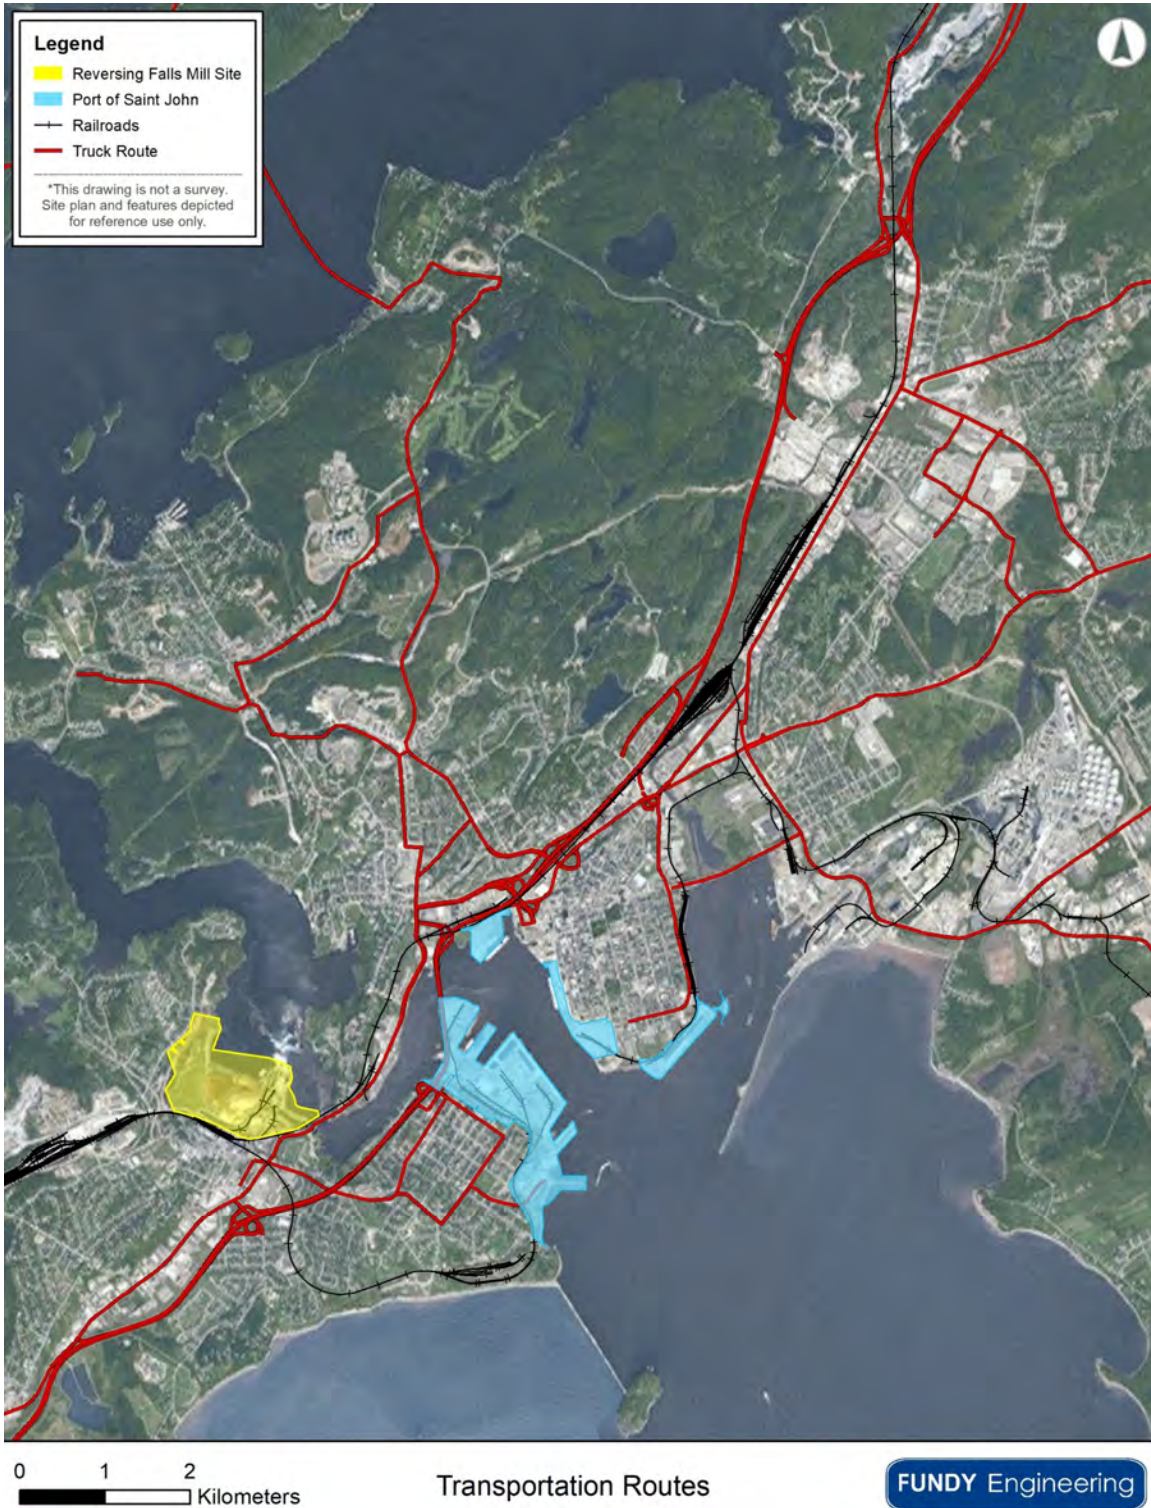 Legend
Reversing Falls Mill Site
Port of Saint John
Railroads
Truck Route
*This drawing is not a survey.
Site plan and features depicted
for reference use only.
0 1 2
Kilometers
Transportation Routes
FUNDY Engineering